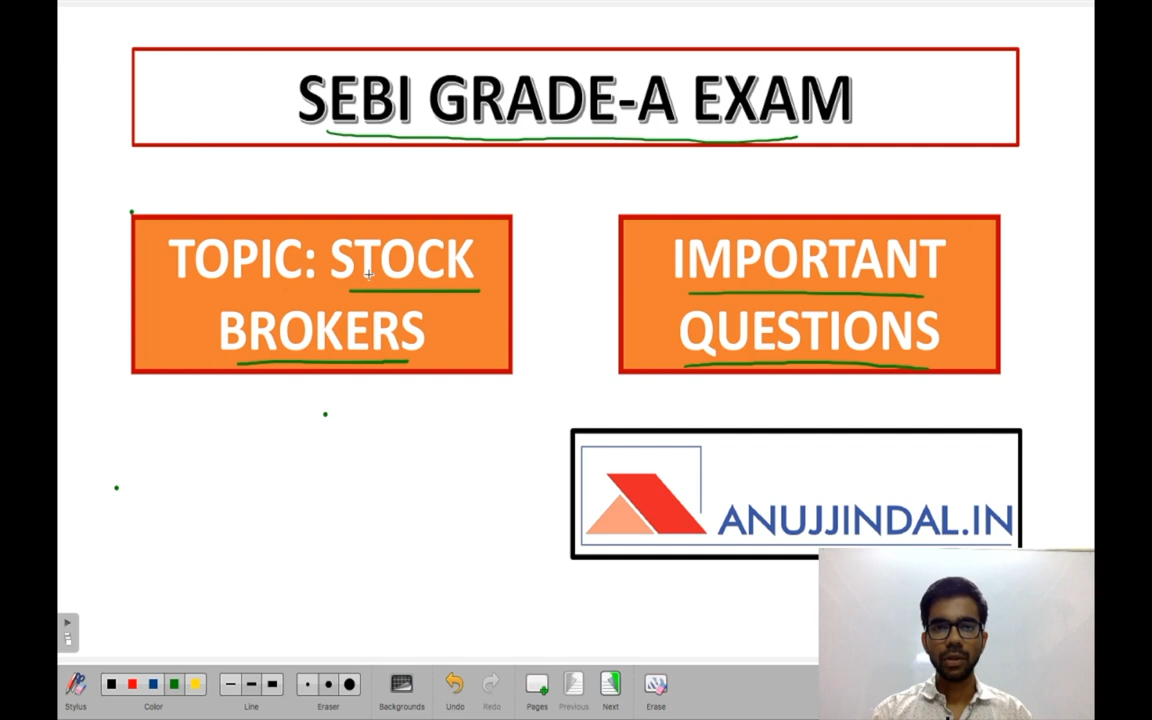 SEBI GRADE-A EXAM
TOPIC: STOCK
BROKERS
IMPORTANT
QUESTIONS
ANUJJINDAL.IN
Stylus
Color
Line
Eraser
Backgrounds
Undo
Redo
Pages
Previous
Next
Erase